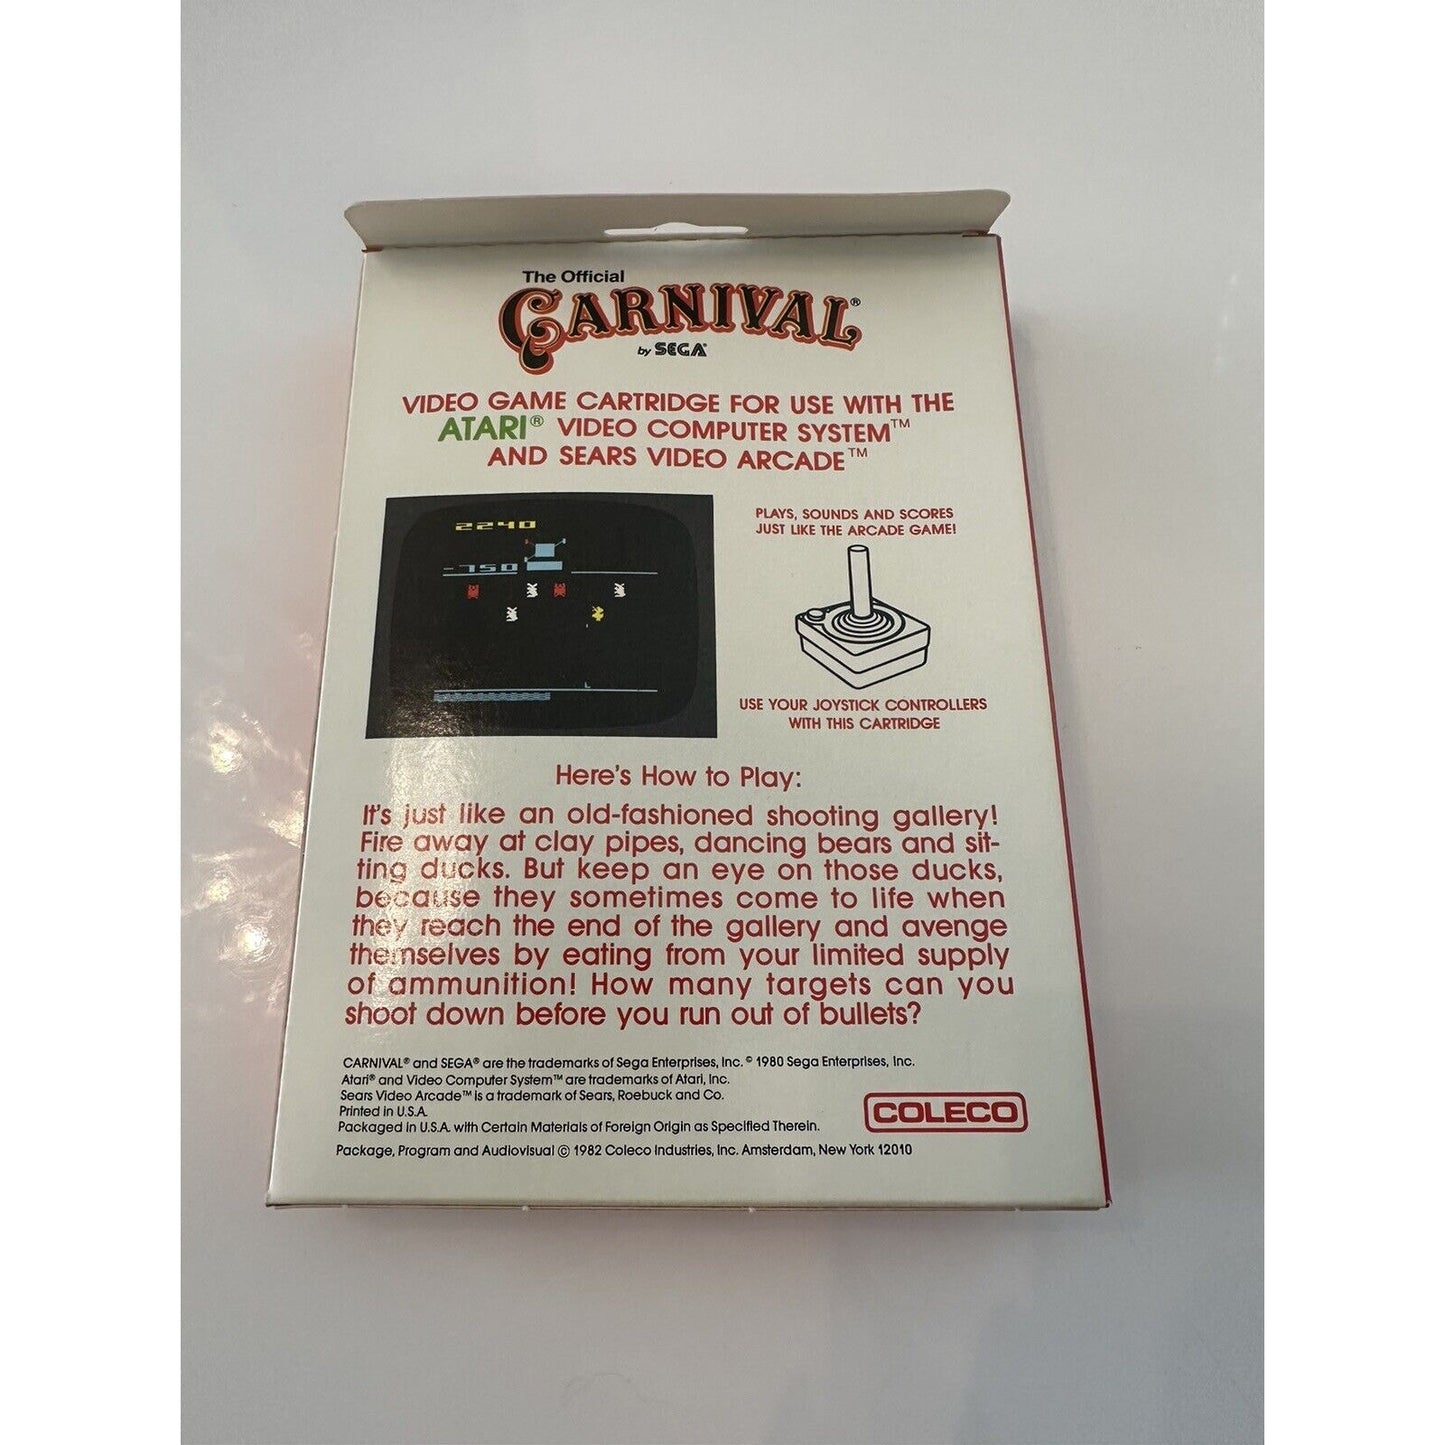 The Official
CARNIVAL®
by SEGA®
VIDEO GAME CARTRIDGE FOR USE WITH THE
ATARI® VIDEO COMPUTER SYSTEM™
AND SEARS VIDEO ARCADE™
2240
-750
PLAYS, SOUNDS AND SCORES
JUST LIKE THE ARCADE GAME!
USE YOUR JOYSTICK CONTROLLERS
WITH THIS CARTRIDGE
Here's How to Play:
It's just like an old-fashioned shooting gallery!
Fire away at clay pipes, dancing bears and sit-
ting ducks. But keep an eye on those ducks,
because they sometimes come to life when
they reach the end of the gallery and avenge
themselves by eating from your limited supply
of ammunition! How many targets can you
shoot down before you run out of bullets?
CARNIVAL® and SEGA® are the trademarks of Sega Enterprises, Inc. © 1980 Sega Enterprises, Inc.
Atari® and Video Computer System™ are trademarks of Atari, Inc.
Sears Video Arcade™ is a trademark of Sears, Roebuck and Co.
Printed in U.S.A.
Packaged in U.S.A. with Certain Materials of Foreign Origin as Specified Therein.
COLECO
Package, Program and Audiovisual © 1982 Coleco Industries, Inc. Amsterdam, New York 12010